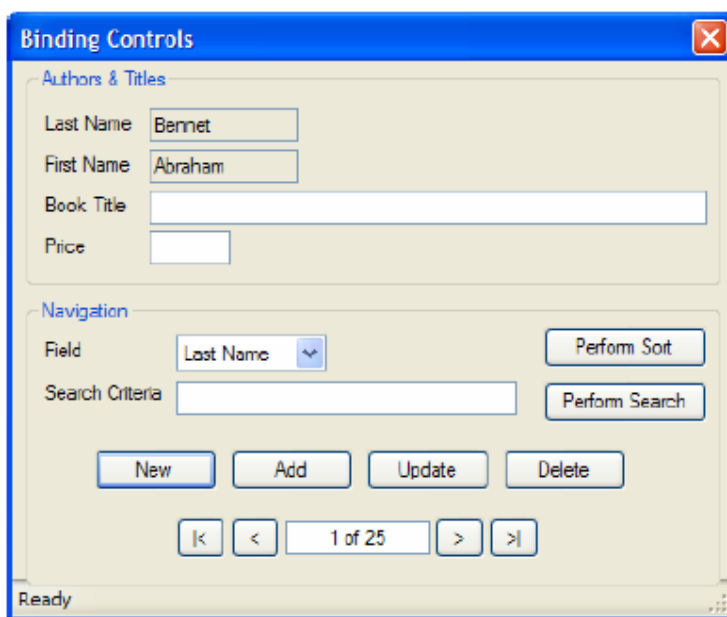 Binding Controls
Authors & Titles
Last Name Bennet
First Name Abraham
Book Title
Price
Navigation
Field Last Name Perform Sort
Search Criteria Perform Search
New Add Update Delete
|< < 1 of 25 > >|
Ready